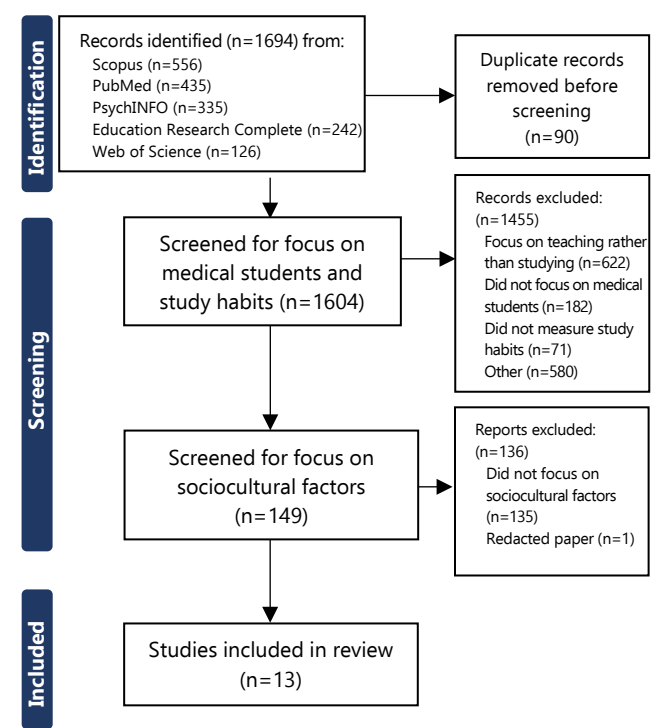 Identification
Records identified (n=1694) from:
Scopus (n=556)
PubMed (n=435)
PsychINFO (n=335)
Education Research Complete (n=242)
Web of Science (n=126)
Duplicate records
removed before
screening
(n=90)
Screening
Screened for focus on
medical students and
study habits (n=1604)
Records excluded:
(n=1455)
Focus on teaching rather
than studying (n=622)
Did not focus on medical
students (n=182)
Did not measure study
habits (n=71)
Other (n=580)
Screened for focus on
sociocultural factors
(n=149)
Reports excluded:
(n=136)
Did not focus on
sociocultural factors
(n=135)
Redacted paper (n=1)
Included
Studies included in review
(n=13)